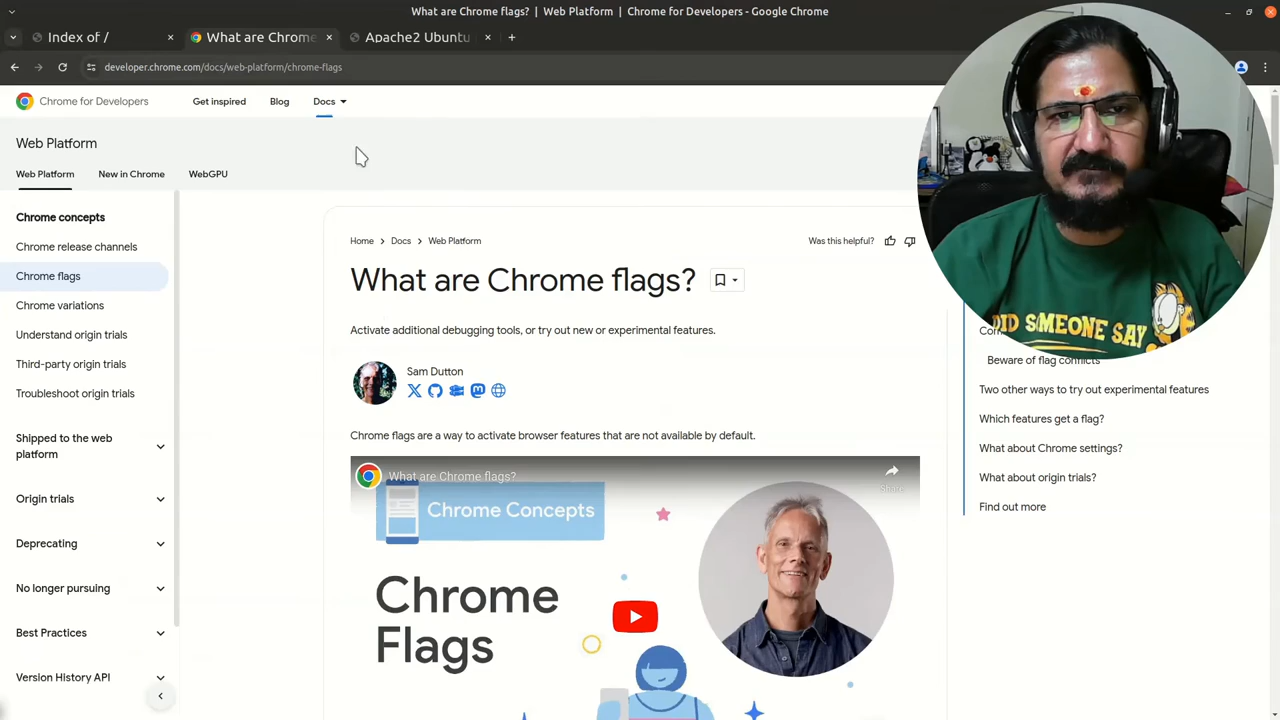 What are Chrome flags? | Web Platform | Chrome for Developers - Google Chrome
Index of /
What are Chrome
Apache2 Ubuntu
developer.chrome.com/docs/web-platform/chrome-flags
Chrome for Developers
Get inspired
Blog
Docs
Web Platform
Web Platform
New in Chrome
WebGPU
Chrome concepts
Chrome release channels
Chrome flags
Chrome variations
Understand origin trials
Third-party origin trials
Troubleshoot origin trials
Shipped to the web
platform
Origin trials
Deprecating
No longer pursuing
Best Practices
Version History API
Home > Docs > Web Platform
Was this helpful?
What are Chrome flags?
Activate additional debugging tools, or try out new or experimental features.
Sam Dutton
Chrome flags are a way to activate browser features that are not available by default.
What are Chrome flags?
Share
Chrome Concepts
Chrome
Flags
DID SOMEONE SAY
Beware of flag conflicts
Two other ways to try out experimental features
Which features get a flag?
What about Chrome settings?
What about origin trials?
Find out more